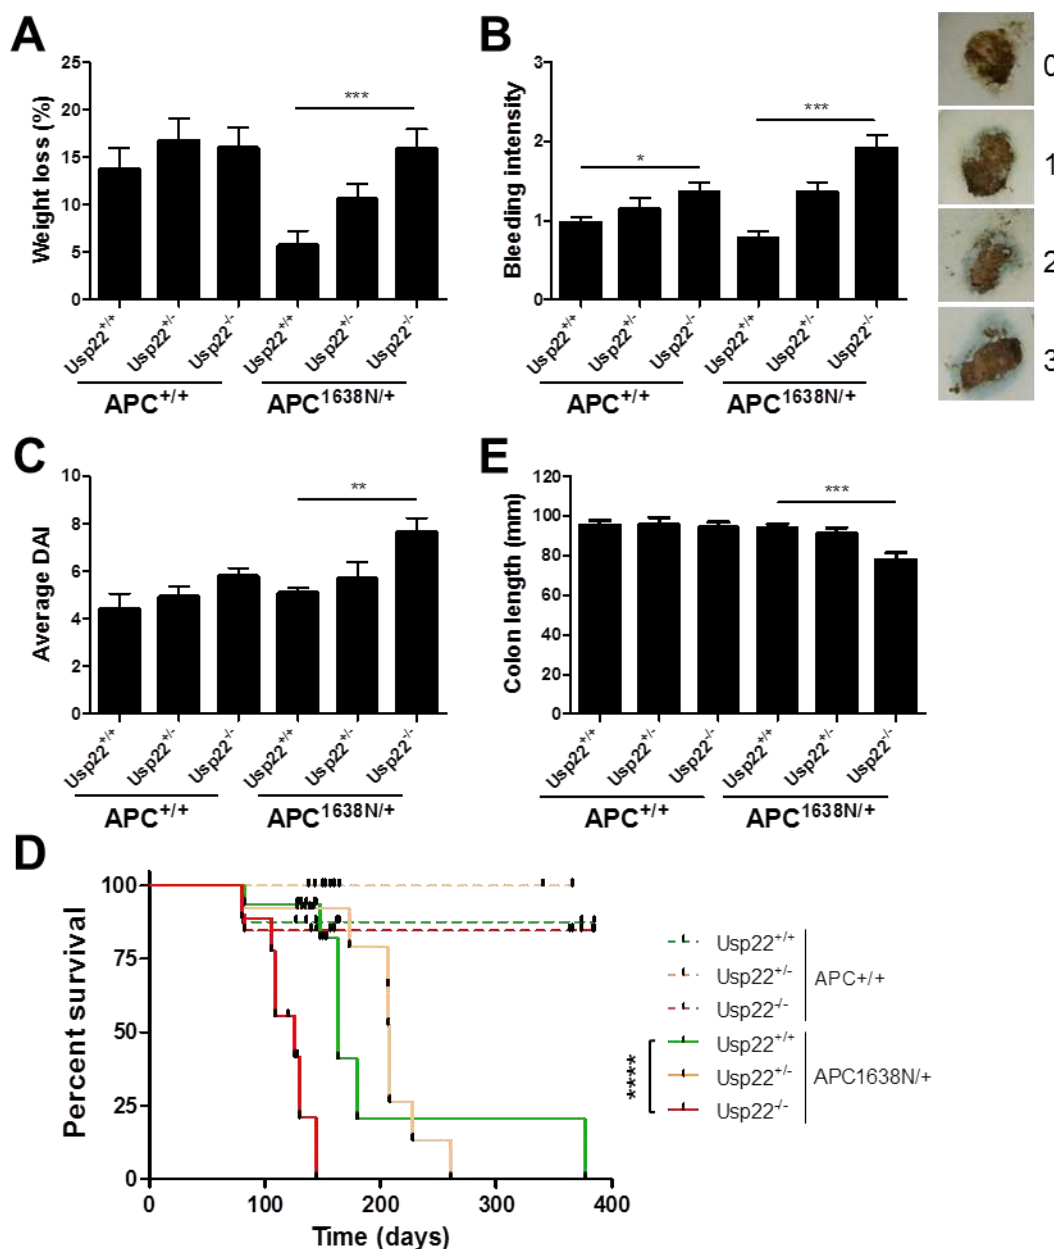 A
Weight loss (%)
25
20
15
10
5
0
***
Usp22+/+
Usp22+/-
Usp22-/-
Usp22+/+
Usp22+/-
Usp22-/-
APC+/+
APC1638N/+
B
Bleeding intensity
3
2
1
0
*
***
Usp22+/+
Usp22+/-
Usp22-/-
Usp22+/+
Usp22+/-
Usp22-/-
APC+/+
APC1638N/+
0
1
2
3
C
Average DAI
10
8
6
4
2
0
**
Usp22+/+
Usp22+/-
Usp22-/-
Usp22+/+
Usp22+/-
Usp22-/-
APC+/+
APC1638N/+
E
Colon length (mm)
120
100
80
60
40
20
0
***
Usp22+/+
Usp22+/-
Usp22-/-
Usp22+/+
Usp22+/-
Usp22-/-
APC+/+
APC1638N/+
D
Percent survival
100
75
50
25
0
0 100 200 300 400
Time (days)
Usp22+/+
Usp22+/-
Usp22-/-
APC+/+
Usp22+/+
Usp22+/-
Usp22-/-
APC1638N/+
****